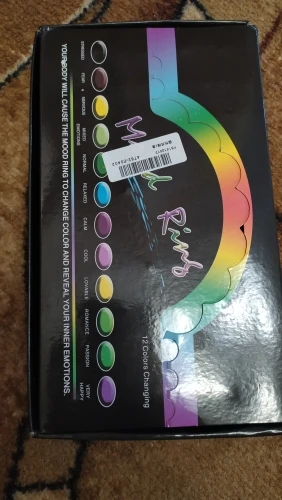 Mood Ring
12 Colors Changing
STRESSED
FEAR
NERVOUS
MIXED
EMOTIONS
NORMAL
RELAXED
CALM
COOL
LOVABLE
ROMANCE
PASSION
VERY
HAPPY
YOUR BODY WILL CAUSE THE MOOD RING TO CHANGE COLOR AND REVEAL YOUR INNER EMOTIONS.